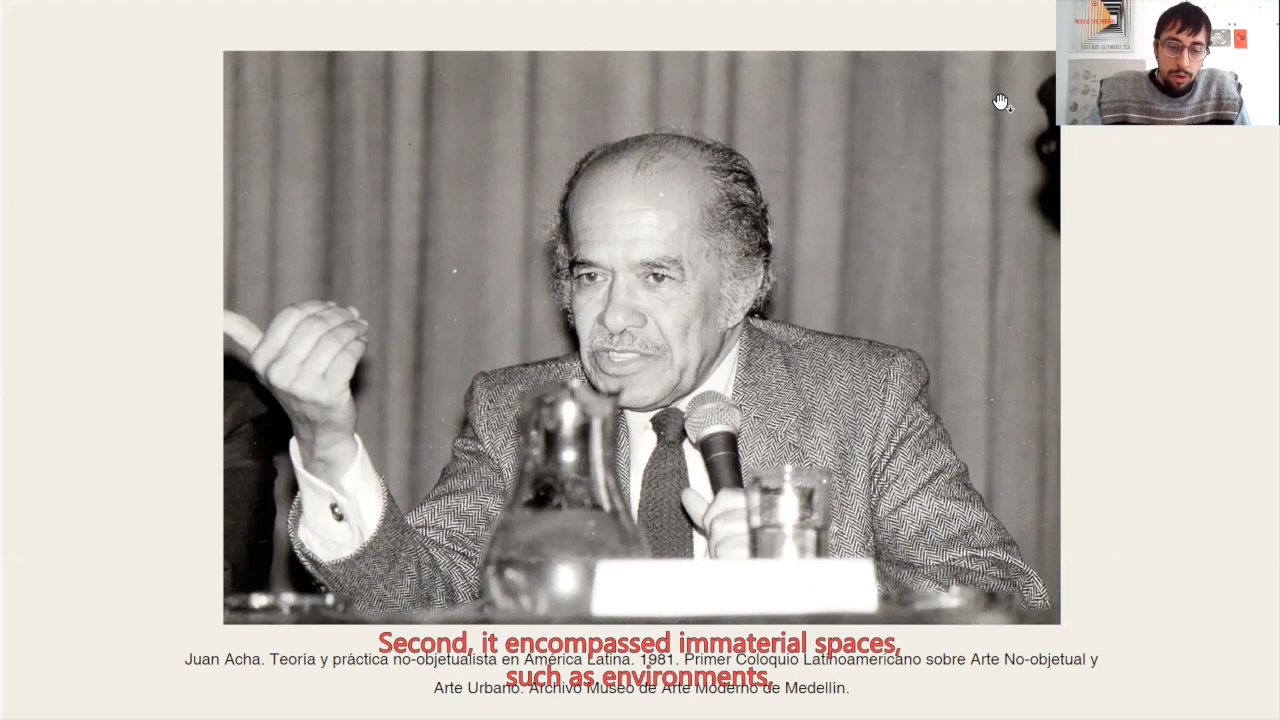 Second, it encompassed immaterial spaces,
such as environments,
Juan Acha. Teoría y práctica no-objetualista en América Latina. 1981. Primer Coloquio Latinoamericano sobre Arte No-objetual y
Arte Urbano. Archivo Museo de Arte Moderno de Medellín.